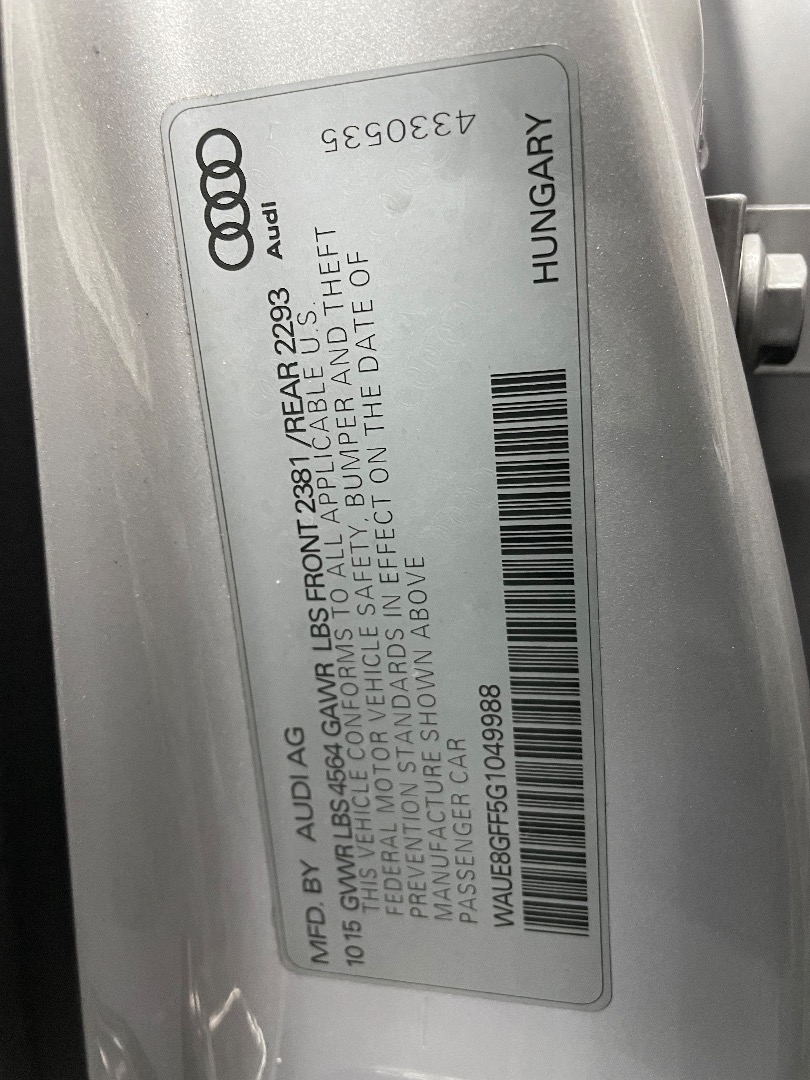 MFD. BY AUDI AG
Audi
10 15 GVWR LBS 4564 GAWR LBS FRONT 2381 /REAR 2293
THIS VEHICLE CONFORMS TO ALL APPLICABLE U.S.
FEDERAL MOTOR VEHICLE SAFETY, BUMPER AND THEFT
PREVENTION STANDARDS IN EFFECT ON THE DATE OF
MANUFACTURE SHOWN ABOVE
PASSENGER CAR
4330535
WAUE8GFF5G1049988
HUNGARY